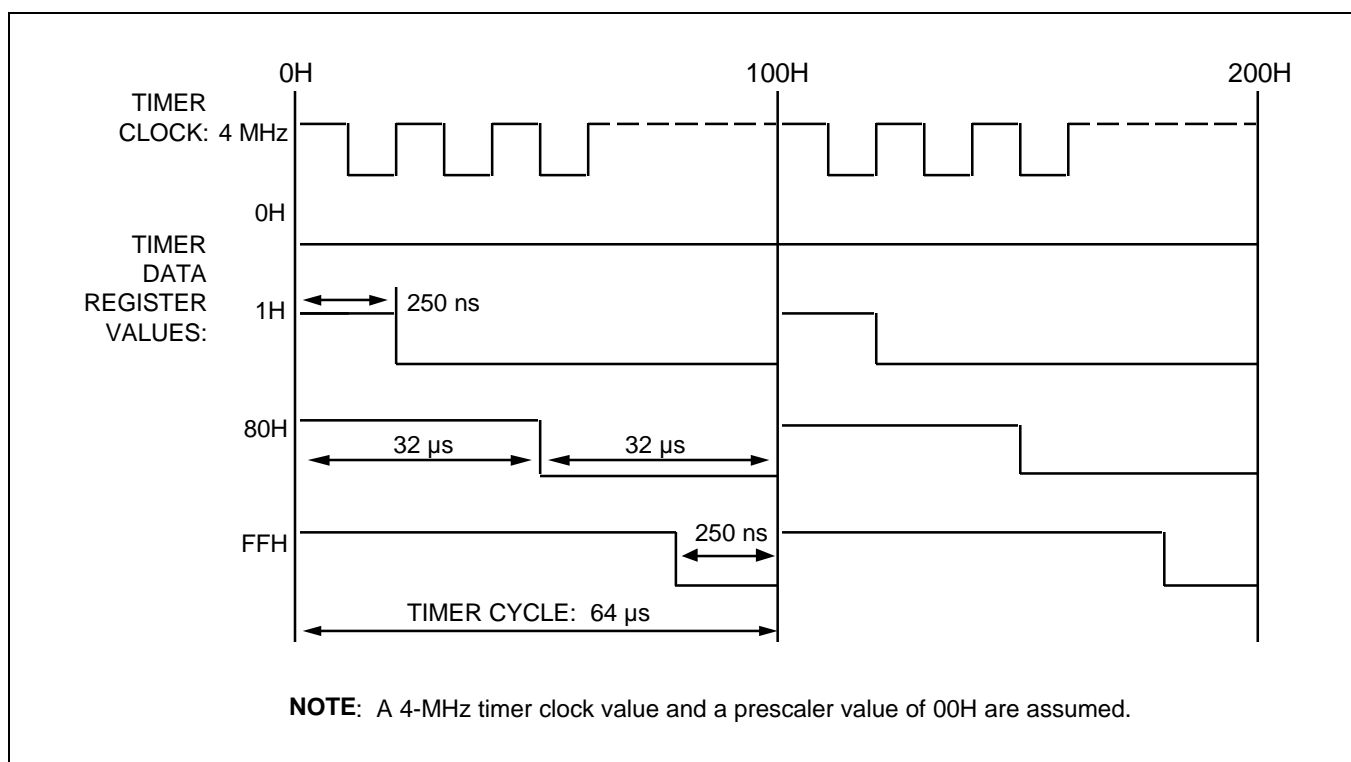 0H 100H 200H
TIMER
CLOCK: 4 MHz
0H
TIMER
DATA
REGISTER
VALUES:
1H
250 ns
80H
32 µs 32 µs
FFH
250 ns
TIMER CYCLE: 64 µs
NOTE: A 4-MHz timer clock value and a prescaler value of 00H are assumed.